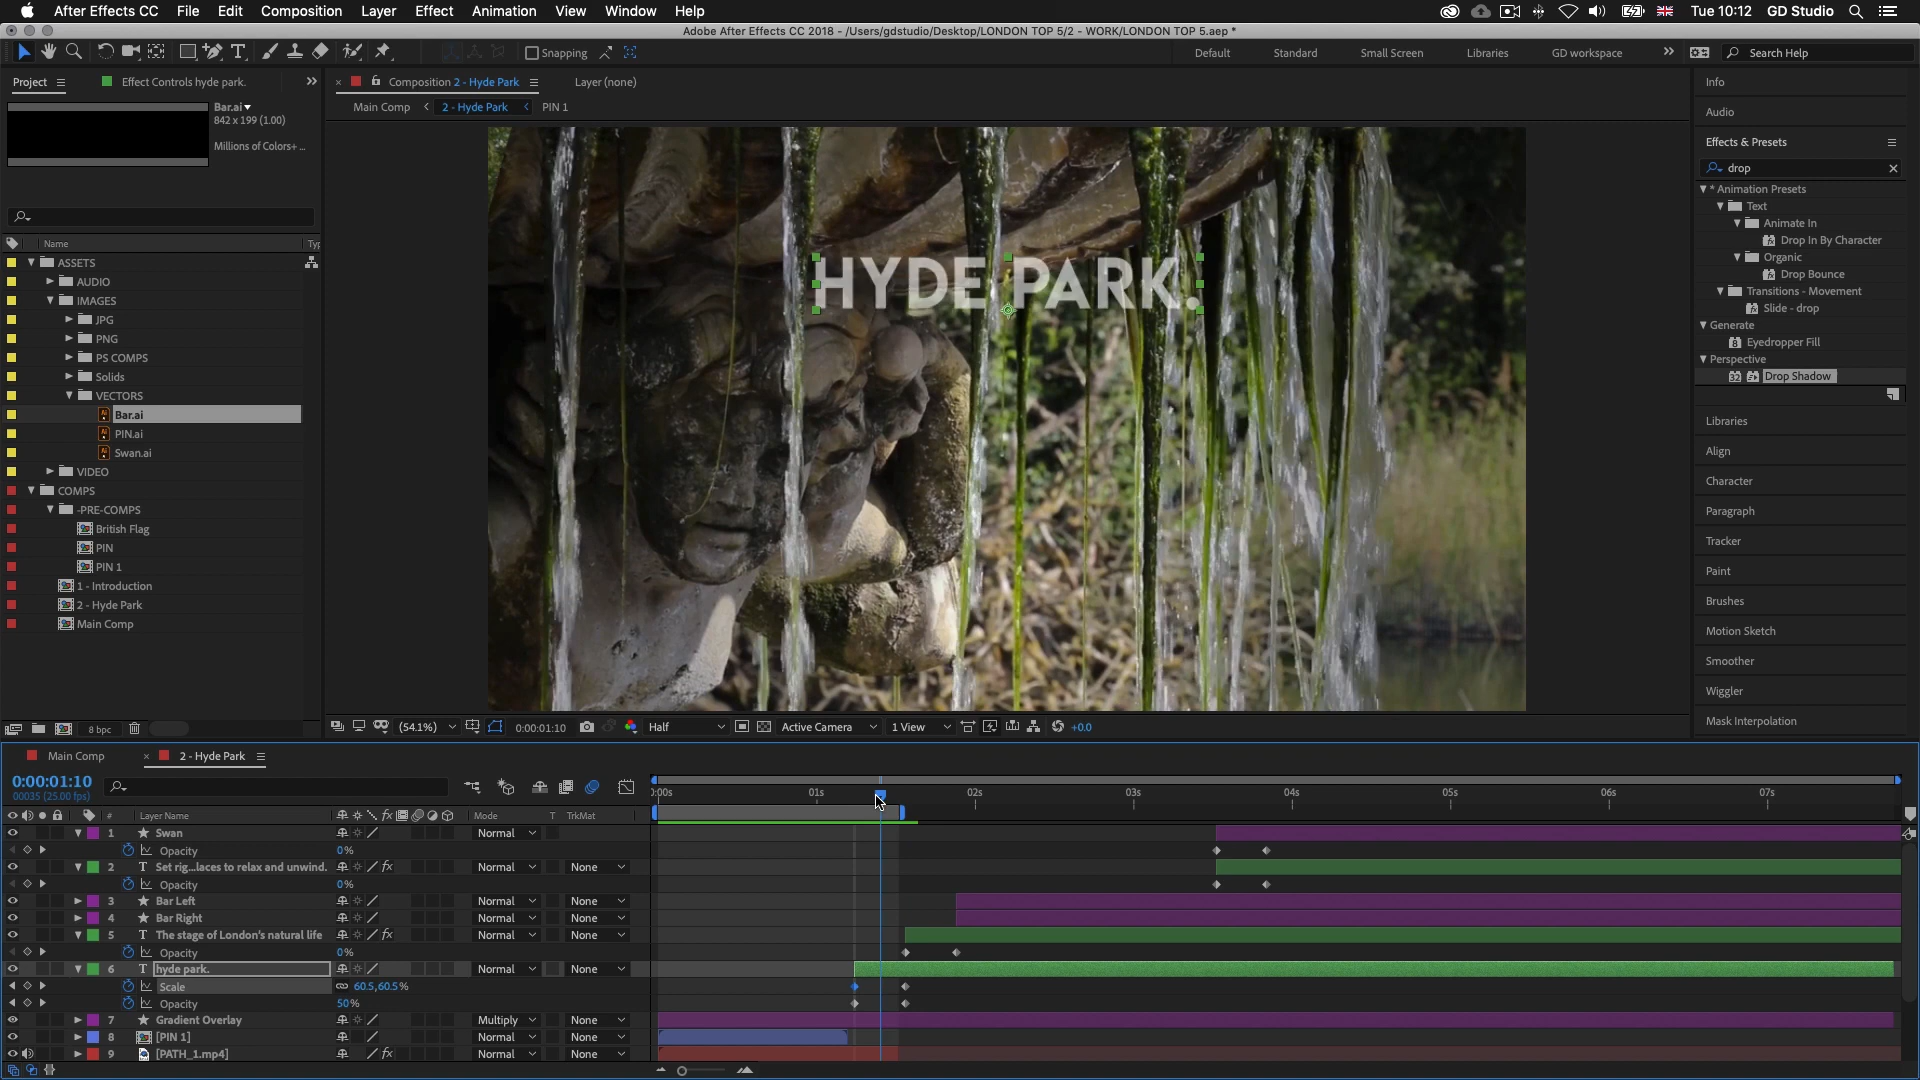 After EffectsCC File Edit Composition Layer Effect Animation View Window Help Tue 10:12 GD Studio
Adobe After Effects CC 2018 - /Users/gdstudio/Desktop/LONDON TOP 5/2 - WORK/LONDON TOP 5.aep *
Snapping Default Standard Small Screen Libraries GD workspace Search Help
Project Effect Controls hyde park. Composition 2 - Hyde Park Layer (none) Info
Main Comp 2 - Hyde Park PIN 1
Bar.ai
842 x 199 (1.00)
Millions of Colors+ ...
Audio
Effects & Presets
drop
* Animation Presets
Text
Animate In
Drop In By Character
Organic
Drop Bounce
Transitions - Movement
Slide - drop
Generate
Eyedropper Fill
Perspective
32 Drop Shadow
Libraries
Align
Character
Paragraph
Tracker
Paint
Brushes
Motion Sketch
Smoother
Wiggler
Mask Interpolation
HYDE PARK.
Name Typ
ASSETS
AUDIO
IMAGES
JPG
PNG
PS COMPS
Solids
VECTORS
Bar.ai
PIN.ai
Swan.ai
VIDEO
COMPS
-PRE-COMPS
British Flag
PIN
PIN 1
1 - Introduction
2 - Hyde Park
Main Comp
8 bpc
(54.1%) 0:00:01:10 Half Active Camera 1 View +0.0
Main Comp 2 - Hyde Park
0:00:01:10
00035 (25.00 fps)
0:00s 01s 02s 03s 04s 05s 06s 07s
# Layer Name Mode T TrkMat
1 Swan Normal
Opacity 0%
2 Set rig...laces to relax and unwind. Normal None
Opacity 0%
3 Bar Left Normal None
4 Bar Right Normal None
5 The stage of London's natural life Normal None
Opacity 0%
6 hyde park. Normal None
Scale 60.5,60.5%
Opacity 50%
7 Gradient Overlay Multiply None
8 [PIN 1] Normal None
9 [PATH_1.mp4] Normal None